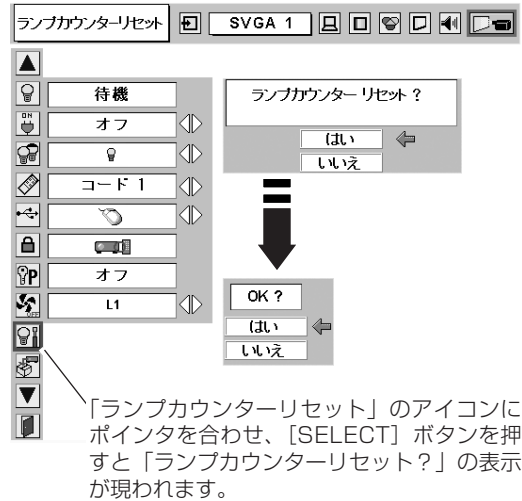 ランプカウンターリセット
SVGA 1
待機
ON
オフ
コード 1
P
オフ
OFF
L1
ランプカウンター リセット ?
はい
いいえ
OK ?
はい
いいえ
「ランプカウンターリセット」のアイコンに
ポインタを合わせ、[SELECT] ボタンを押
すと「ランプカウンターリセット?」の表示
が現われます。